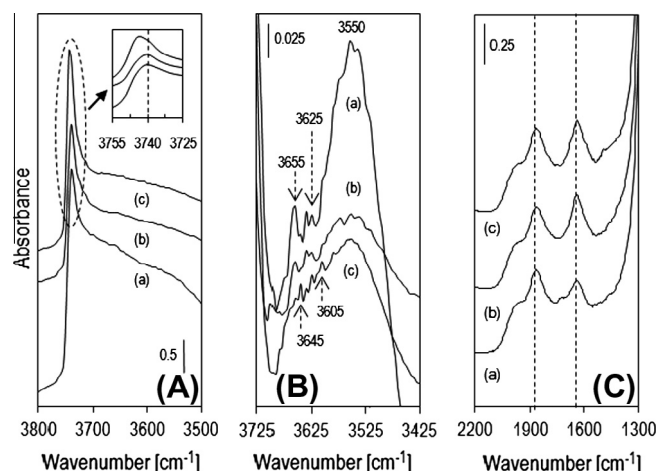 Absorbance
3755 3740 3725
(c)
(b)
(a)
0.5
(A)
3800 3700 3600 3500
Wavenumber [cm-1]
0.025
3550
(a)
3625
3655
(b)
(c)
3605
3645
(B)
3725 3625 3525 3425
Wavenumber [cm-1]
0.25
(c)
(b)
(a)
(C)
2200 1900 1600 1300
Wavenumber [cm-1]